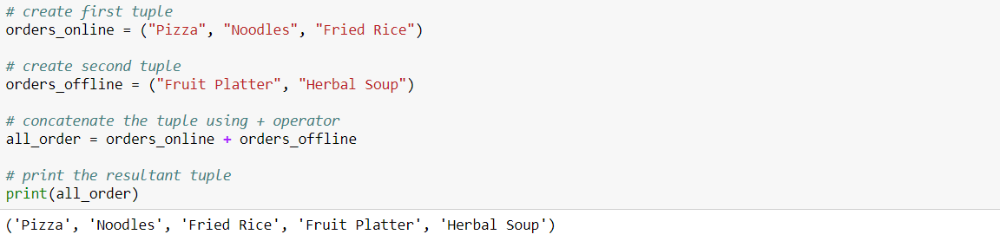 # create first tuple
orders_online = ("Pizza", "Noodles", "Fried Rice")
# create second tuple
orders_offline = ("Fruit Platter", "Herbal Soup")
# concatenate the tuple using + operator
all_order = orders_online + orders_offline
# print the resultant tuple
print(all_order)
('Pizza', 'Noodles', 'Fried Rice', 'Fruit Platter', 'Herbal Soup')